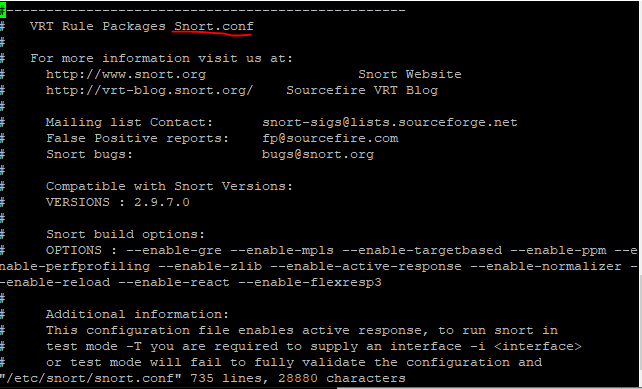 #--------------------------------------------------
#   VRT Rule Packages Snort.conf
#
#   For more information visit us at:
#     http://www.snort.org                   Snort Website
#     http://vrt-blog.snort.org/    Sourcefire VRT Blog
#
#     Mailing list Contact:      snort-sigs@lists.sourceforge.net
#     False Positive reports:    fp@sourcefire.com
#     Snort bugs:                bugs@snort.org
#
#     Compatible with Snort Versions:
#     VERSIONS : 2.9.7.0
#
#     Snort build options:
#     OPTIONS : --enable-gre --enable-mpls --enable-targetbased --enable-ppm --e
nable-perfprofiling --enable-zlib --enable-active-response --enable-normalizer -
-enable-reload --enable-react --enable-flexresp3
#
#     Additional information:
#     This configuration file enables active response, to run snort in
#     test mode -T you are required to supply an interface -i <interface>
#     or test mode will fail to fully validate the configuration and
"/etc/snort/snort.conf" 735 lines, 28880 characters